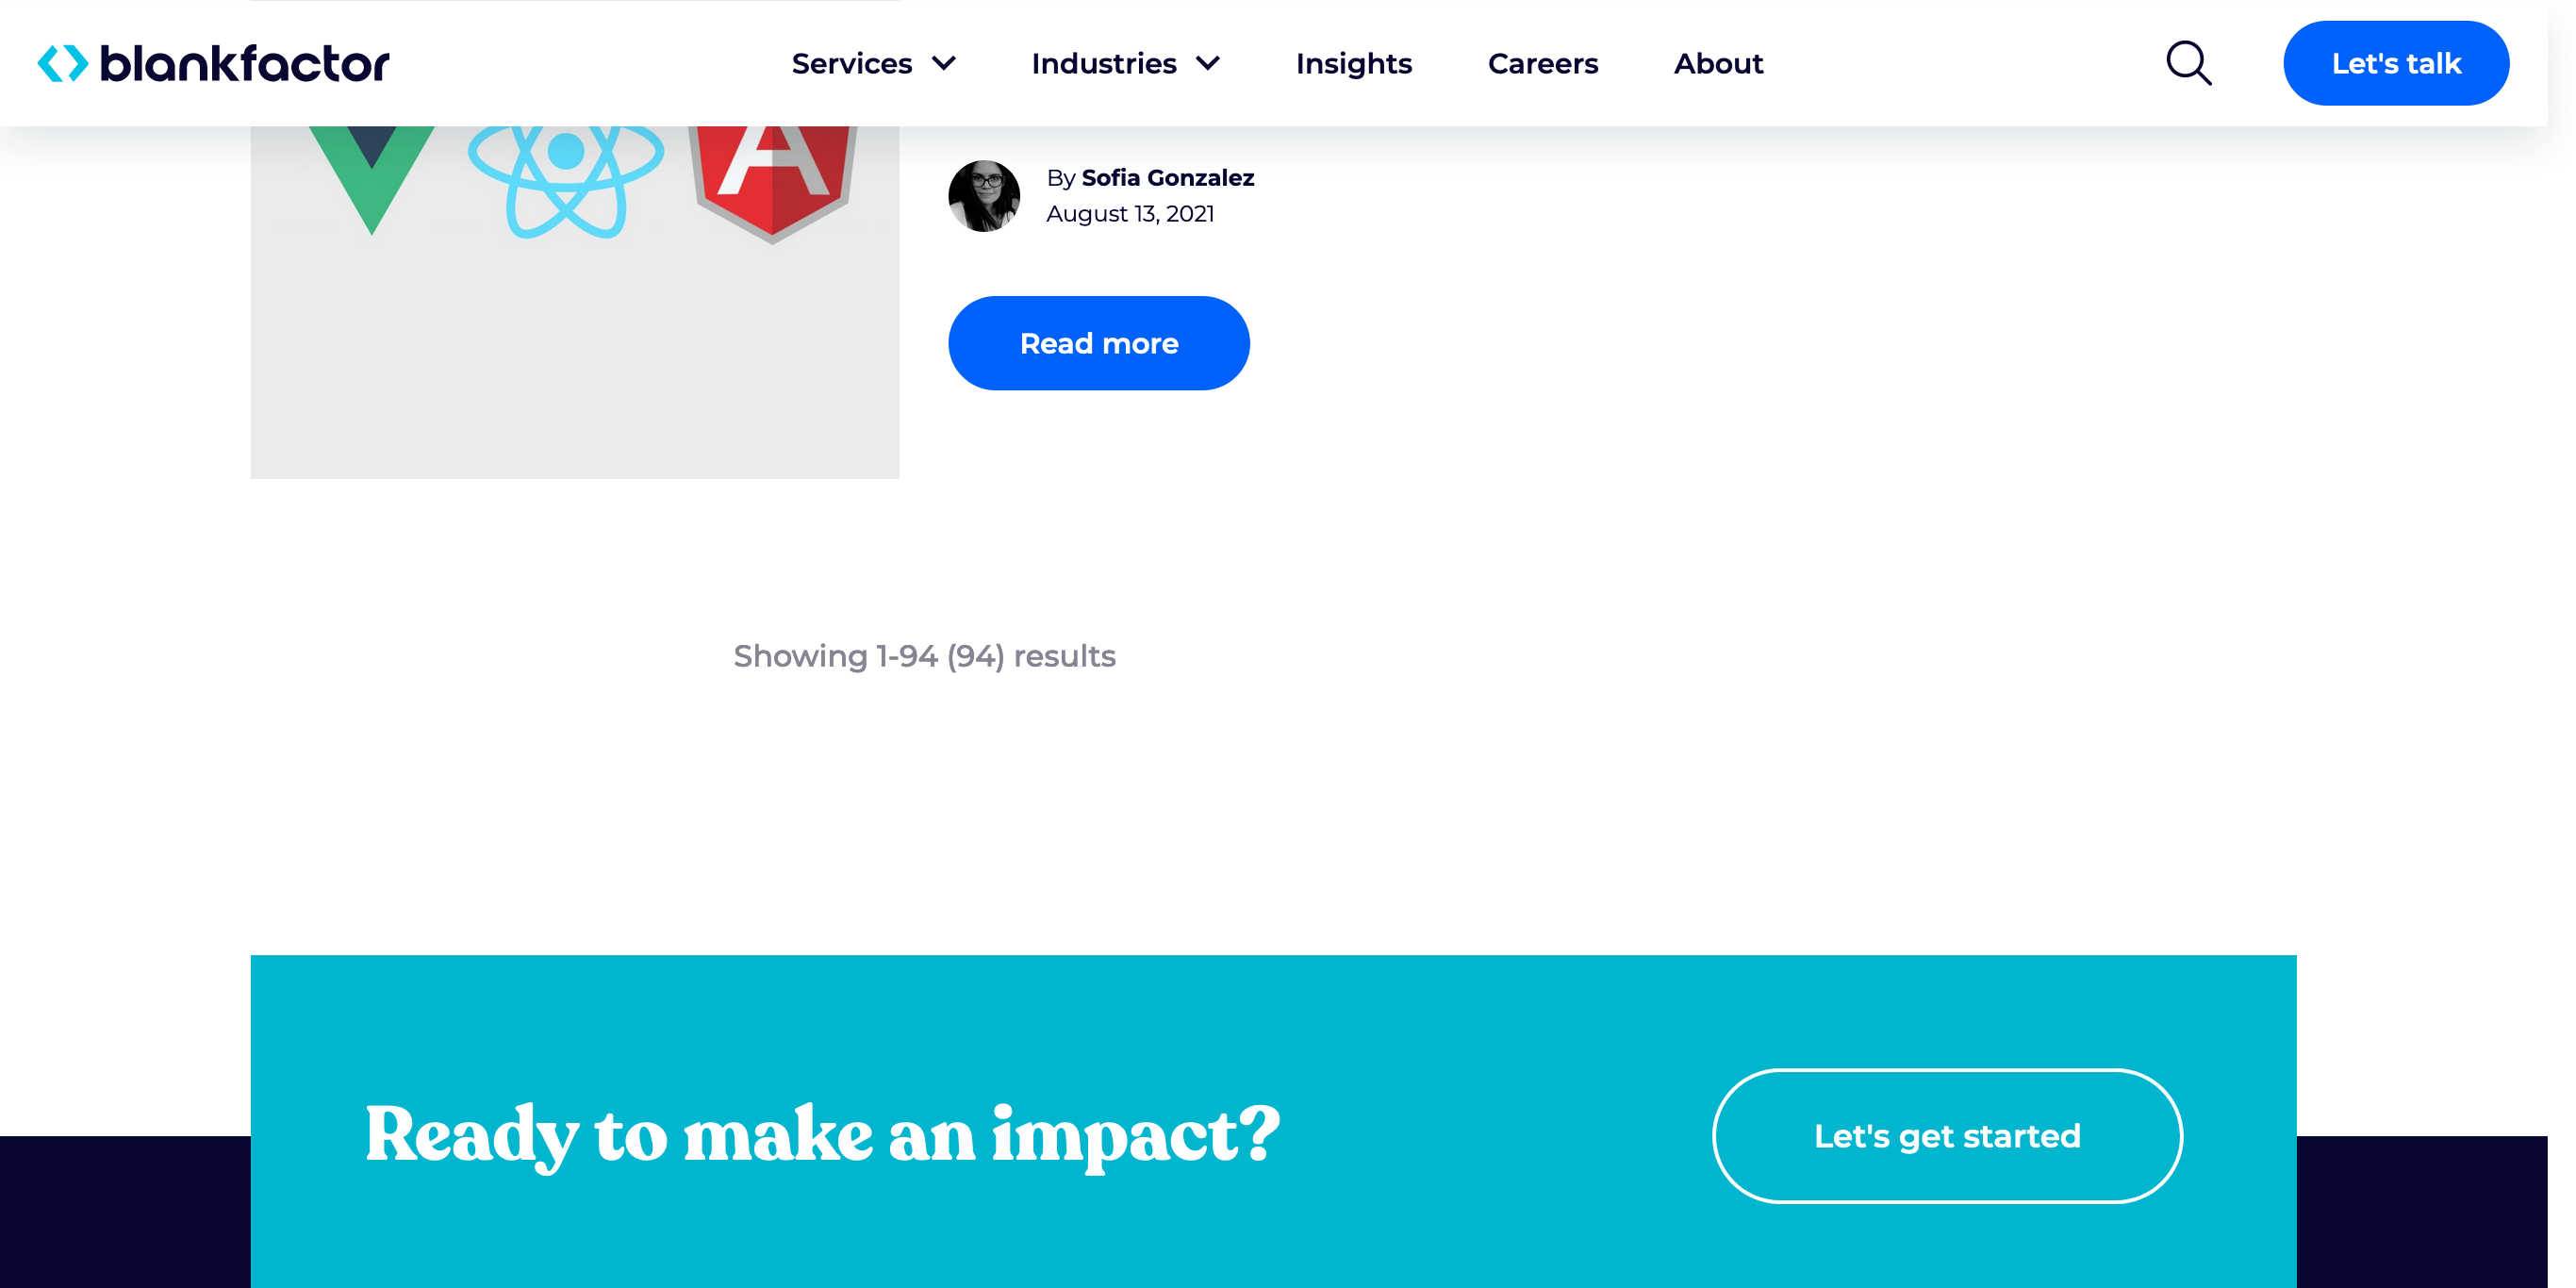 blankfactor
Services
Industries
Insights
Careers
About
Let's talk
By Sofia Gonzalez
August 13, 2021
Read more
Showing 1-94 (94) results
Ready to make an impact?
Let's get started